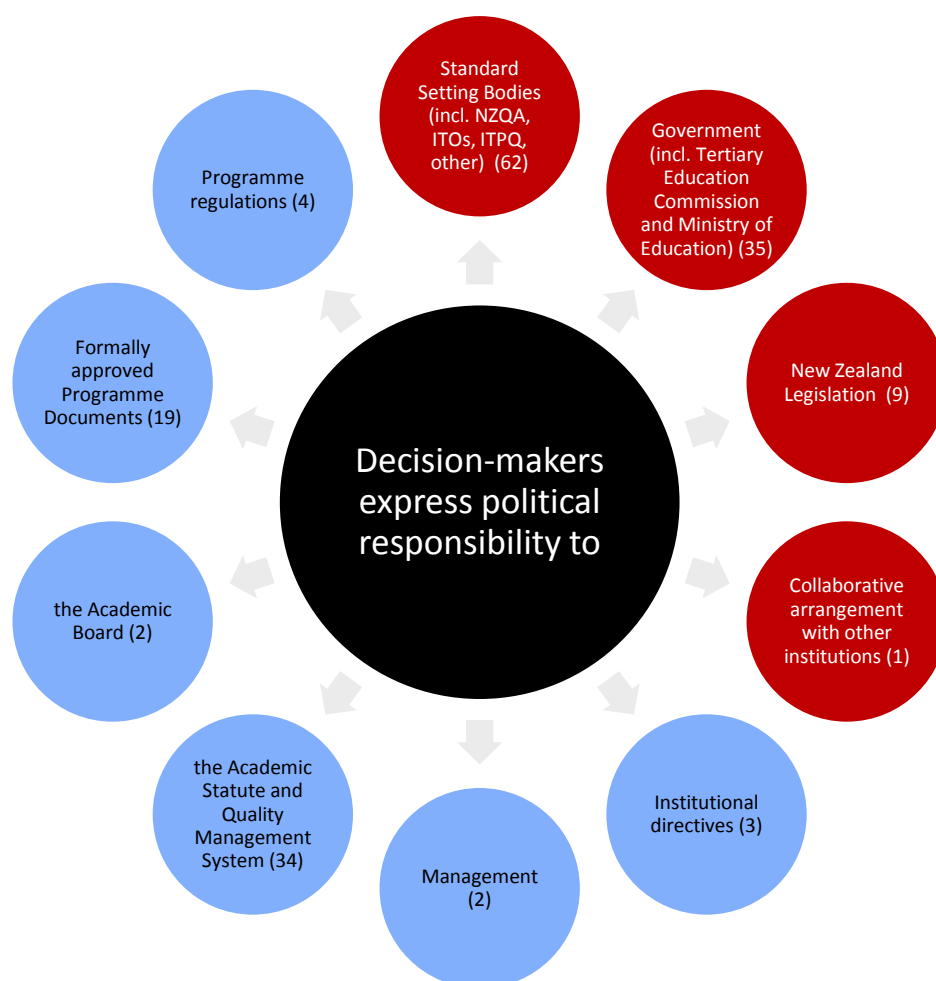 Standard
Setting Bodies
(incl. NZQA,
ITOs, ITPQ,
other) (62)
Government
(incl. Tertiary
Education
Commission
and Ministry of
Education) (35)
New Zealand
Legislation (9)
Collaborative
arrangement
with other
institutions (1)
Institutional
directives (3)
Management
(2)
the Academic
Statute and
Quality
Management
System (34)
the Academic
Board (2)
Formally
approved
Programme
Documents (19)
Programme
regulations (4)
Decision-makers
express political
responsibility to